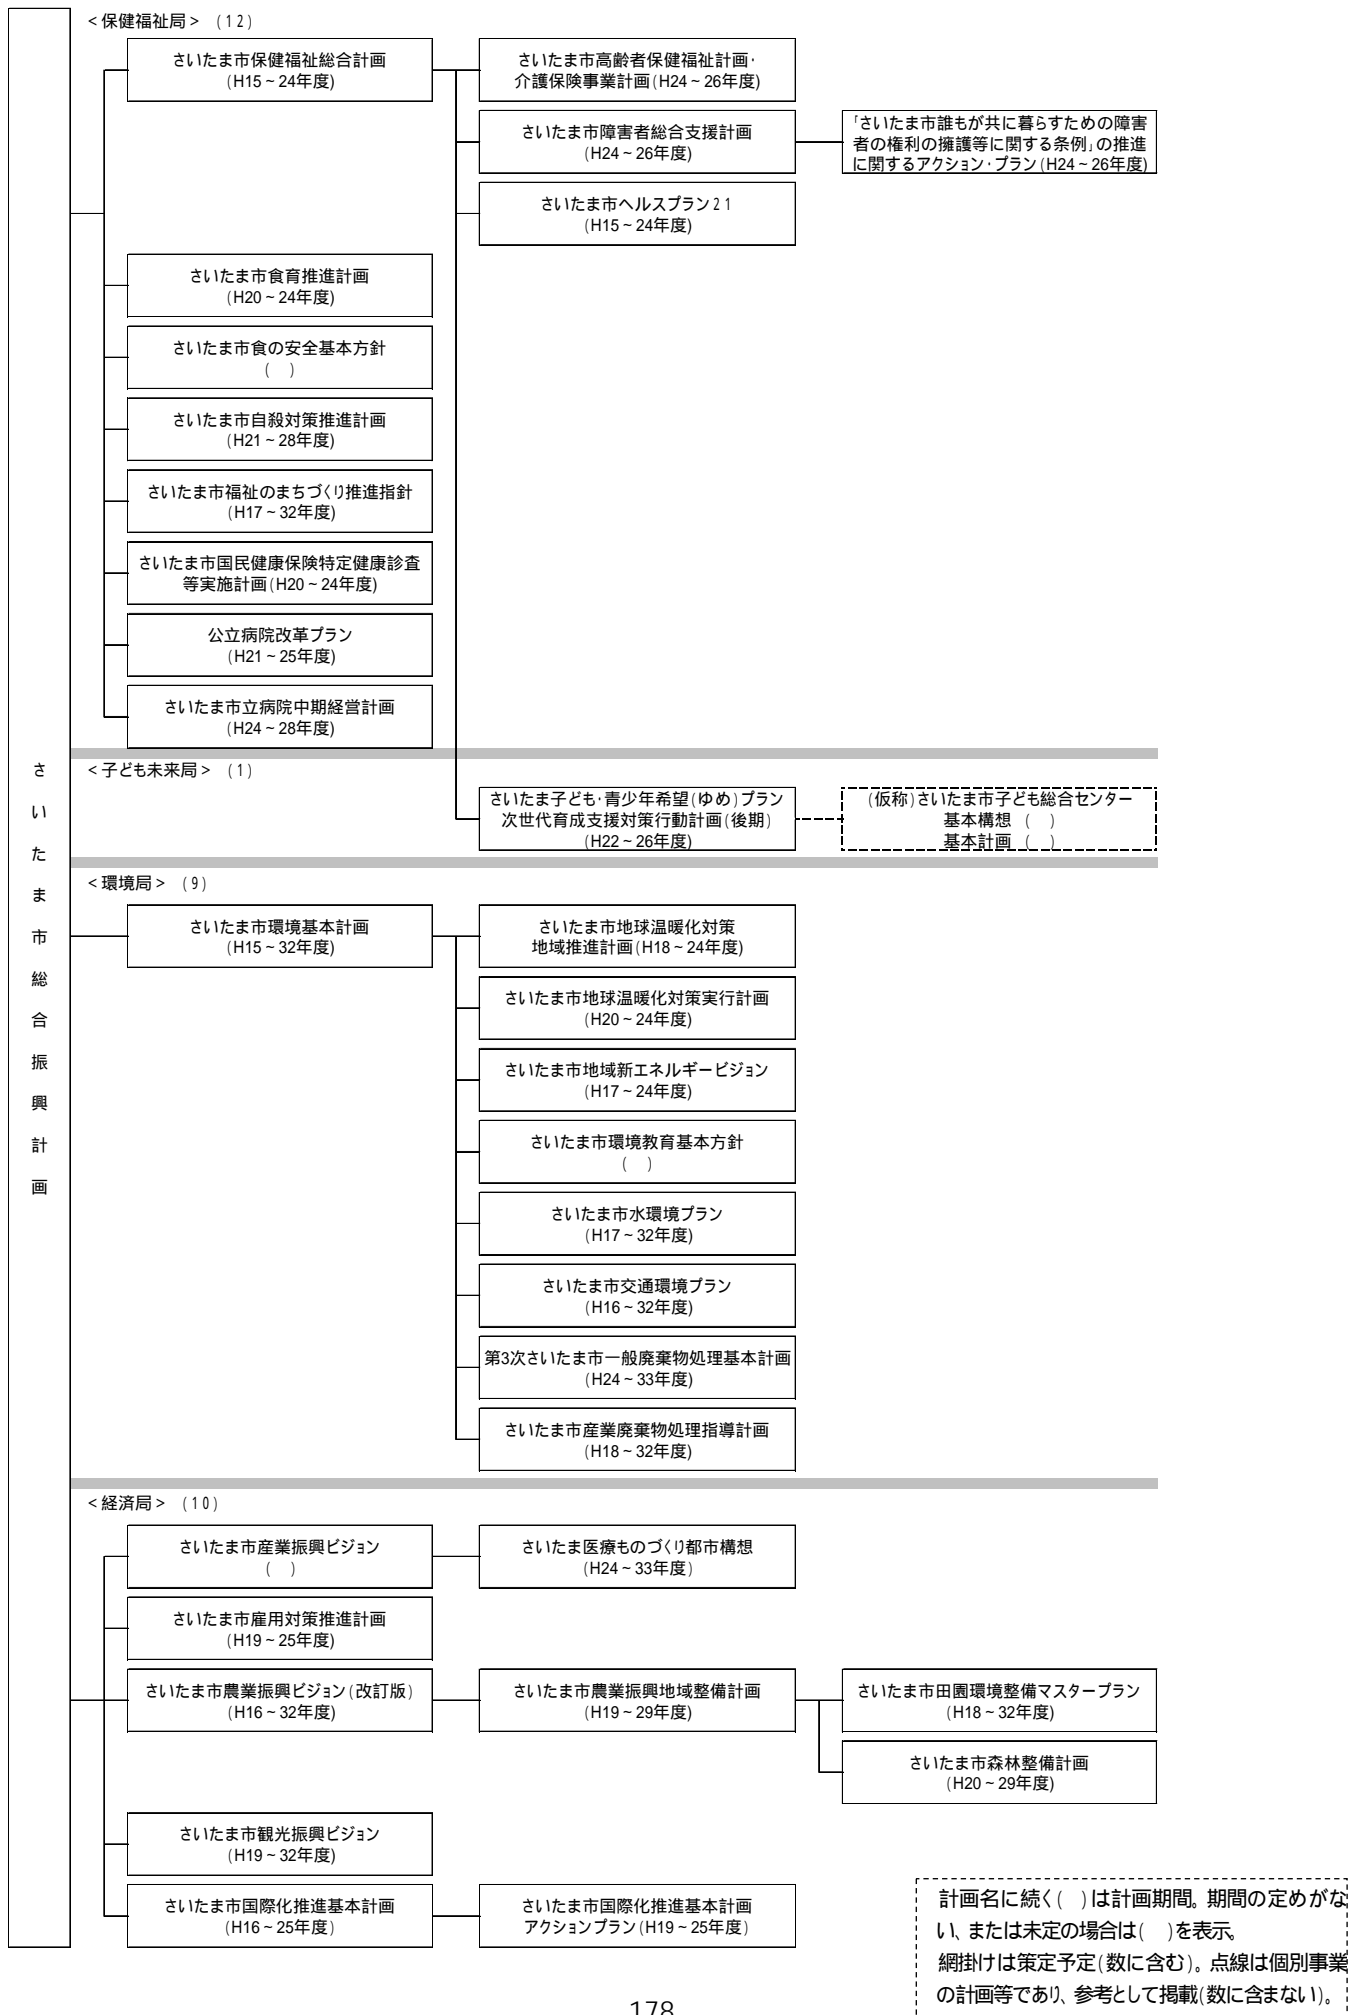 さいたま市総合振興計画
<保健福祉局> (12)
さいたま市保健福祉総合計画
(H15~24年度)
さいたま市高齢者保健福祉計画・
介護保険事業計画(H24~26年度)
さいたま市障害者総合支援計画
(H24~26年度)
「さいたま市誰もが共に暮らすための障害
者の権利の擁護等に関する条例」の推進
に関するアクション・プラン(H24~26年度)
さいたま市ヘルスプラン21
(H15~24年度)
さいたま市食育推進計画
(H20~24年度)
さいたま市食の安全基本方針
( )
さいたま市自殺対策推進計画
(H21~28年度)
さいたま市福祉のまちづくり推進指針
(H17~32年度)
さいたま市国民健康保険特定健康診査
等実施計画(H20~24年度)
公立病院改革プラン
(H21~25年度)
さいたま市立病院中期経営計画
(H24~28年度)
<子ども未来局> (1)
さいたま子ども・青少年希望(ゆめ)プラン
次世代育成支援対策行動計画(後期)
(H22~26年度)
(仮称)さいたま市子ども総合センター
基本構想 ( )
基本計画 ( )
<環境局> (9)
さいたま市環境基本計画
(H15~32年度)
さいたま市地球温暖化対策
地域推進計画(H18~24年度)
さいたま市地球温暖化対策実行計画
(H20~24年度)
さいたま市地域新エネルギービジョン
(H17~24年度)
さいたま市環境教育基本方針
( )
さいたま市水環境プラン
(H17~32年度)
さいたま市交通環境プラン
(H16~32年度)
第3次さいたま市一般廃棄物処理基本計画
(H24~33年度)
さいたま市産業廃棄物処理指導計画
(H18~32年度)
<経済局> (10)
さいたま市産業振興ビジョン
( )
さいたま医療ものづくり都市構想
(H24~33年度)
さいたま市雇用対策推進計画
(H19~25年度)
さいたま市農業振興ビジョン(改訂版)
(H16~32年度)
さいたま市農業振興地域整備計画
(H19~29年度)
さいたま市田園環境整備マスタープラン
(H18~32年度)
さいたま市森林整備計画
(H20~29年度)
さいたま市観光振興ビジョン
(H19~32年度)
さいたま市国際化推進基本計画
(H16~25年度)
さいたま市国際化推進基本計画
アクションプラン(H19~25年度)
計画名に続く( )は計画期間。期間の定めがな
い、または未定の場合は( )を表示。
網掛けは策定予定(数に含む)。点線は個別事業
の計画等であり、参考として掲載(数に含まない)。
178